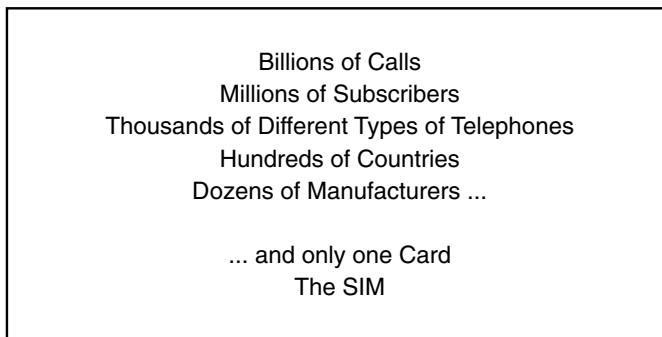 Billions of Calls
Millions of Subscribers
Thousands of Different Types of Telephones
Hundreds of Countries
Dozens of Manufacturers ...
... and only one Card
The SIM